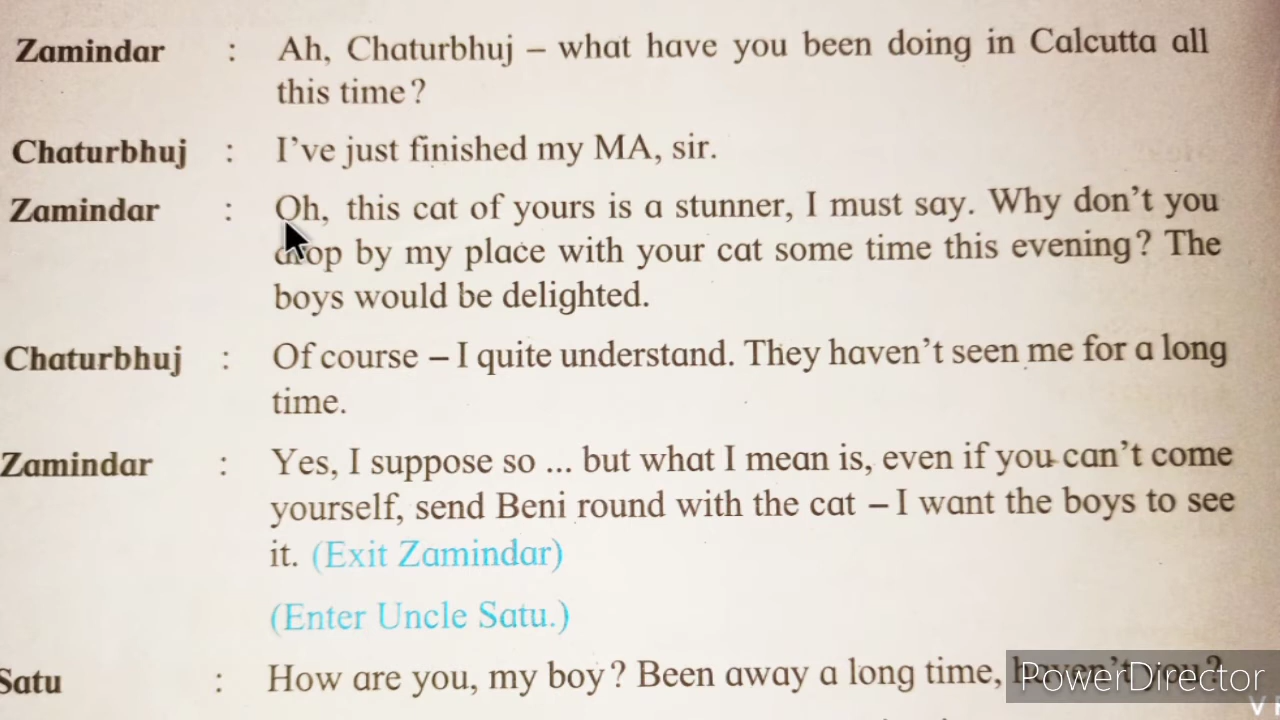 Zamindar : Ah, Chaturbhuj – what have you been doing in Calcutta all
this time?
Chaturbhuj : I've just finished my MA, sir.
Zamindar : Oh, this cat of yours is a stunner, I must say. Why don't you
drop by my place with your cat some time this evening? The
boys would be delighted.
Chaturbhuj : Of course – I quite understand. They haven't seen me for a long
time.
Zamindar : Yes, I suppose so ... but what I mean is, even if you can't come
yourself, send Beni round with the cat – I want the boys to see
it. (Exit Zamindar)
(Enter Uncle Satu.)
Satu : How are you, my boy? Been away a long time, haven't you?
PowerDirector